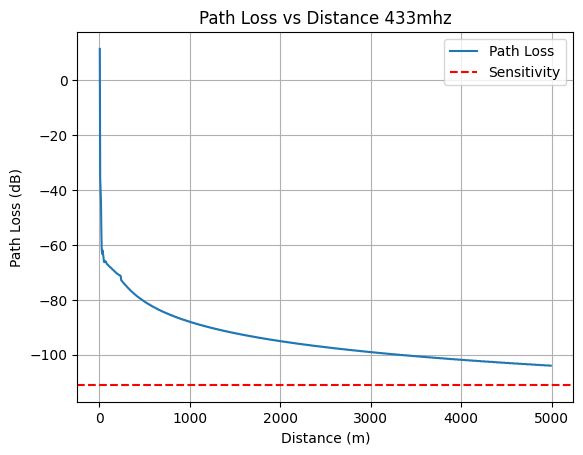 Path Loss vs Distance 433mhz
Path Loss
Sensitivity
Path Loss (dB)
0
−20
−40
−60
−80
−100
0
1000
2000
3000
4000
5000
Distance (m)